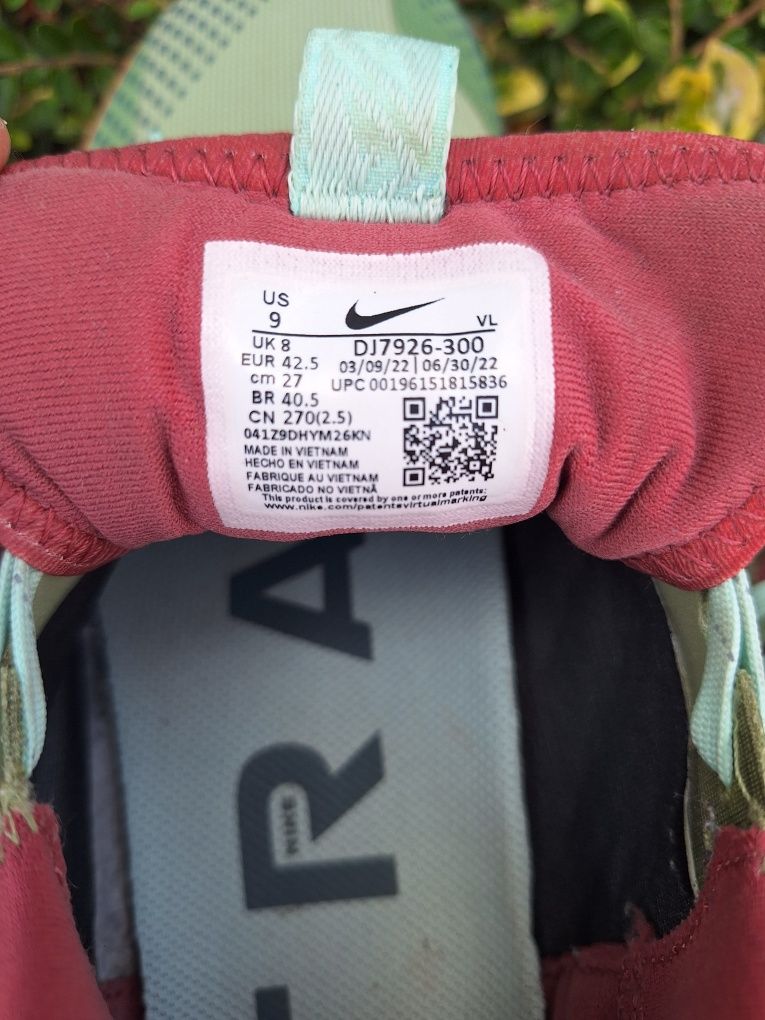 US
9
VL
UK 8
DJ7926-300
EUR 42.5
03/09/22 | 06/30/22
cm 27
UPC 00196151815836
BR 40.5
CN 270(2.5)
041Z9DHYM26KN
MADE IN VIETNAM
HECHO EN VIETNAM
FABRIQUE AU VIETNAM
FABRICADO NO VIETNÃ
This product is covered by one or more patents:
www.nike.com/patentsvirtualmarking
RA
NIKE